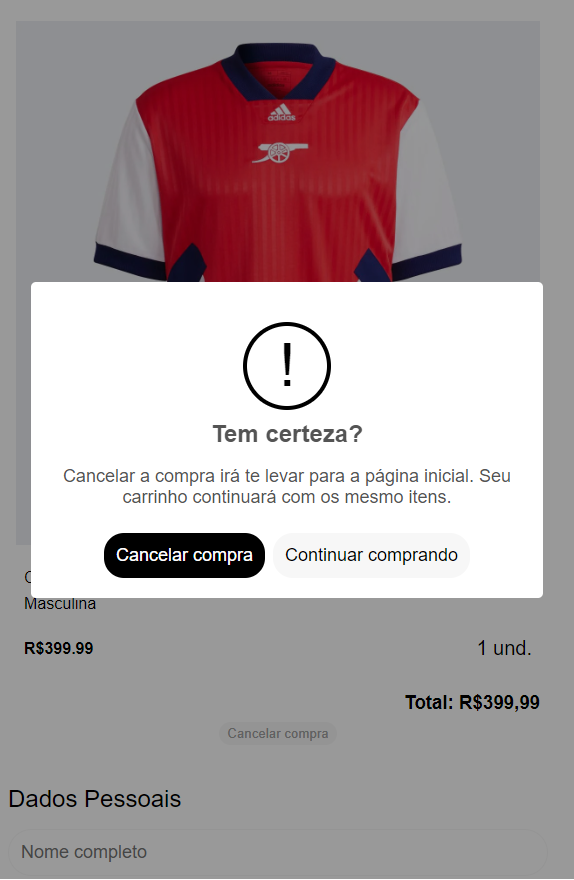 adidas
!
Tem certeza?
Cancelar a compra irá te levar para a página inicial. Seu
carrinho continuará com os mesmo itens.
Cancelar compra
Continuar comprando
Masculina
R$399.99
1 und.
Total: R$399,99
Cancelar compra
Dados Pessoais
Nome completo